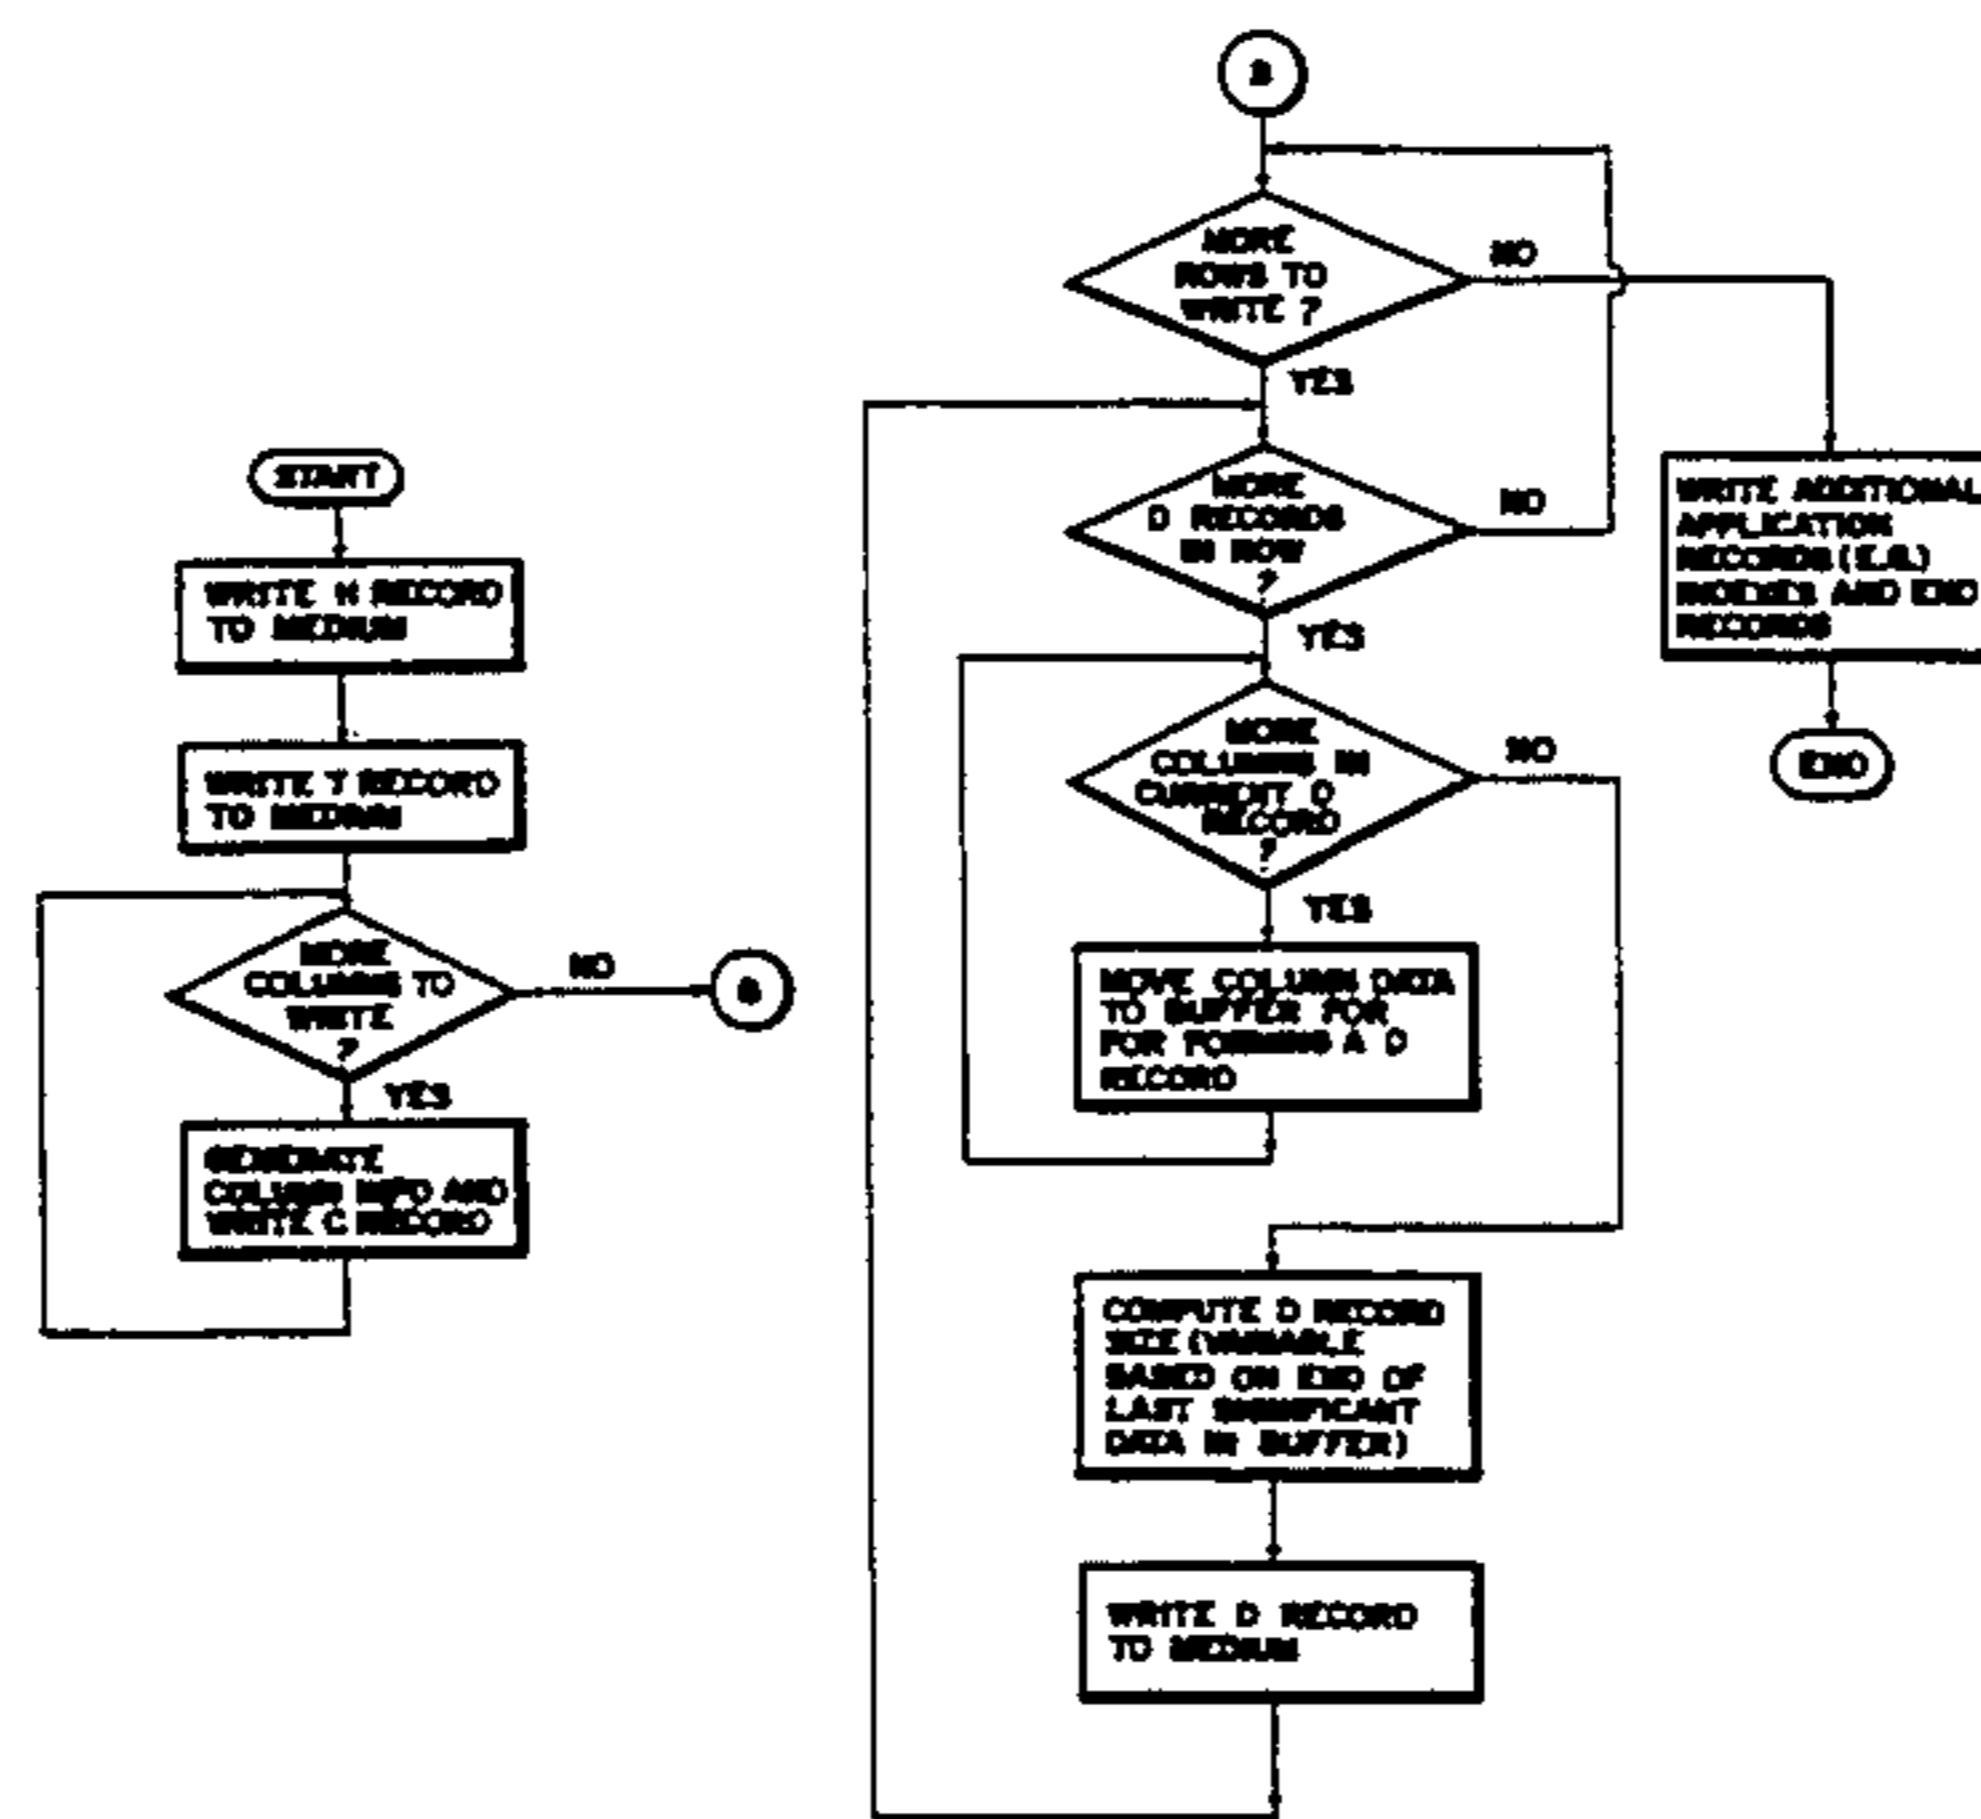 START
WRITE H RECORD
TO MEDIUM
WRITE T RECORD
TO MEDIUM
MORE
COLUMNS TO
WRITE
?
NO
YES
GENERATE
COLUMN INFO AND
WRITE C RECORD
MORE
ROWS TO
WRITE ?
NO
YES
MORE
D RECORDS
IN ROW
?
NO
YES
MORE
COLUMNS IN
CURRENT D
RECORD
?
NO
YES
MOVE COLUMN DATA
TO BUFFER FOR
FOR FORMING A D
RECORD
COMPUTE D RECORD
SIZE (VARIABLE
BASED ON END OF
LAST SIGNIFICANT
DATA IN BUFFER)
WRITE D RECORD
TO MEDIUM
WRITE ADDITIONAL
APPLICATION
RECORDS (E.G.)
INDEXES AND END
RECORDS
END